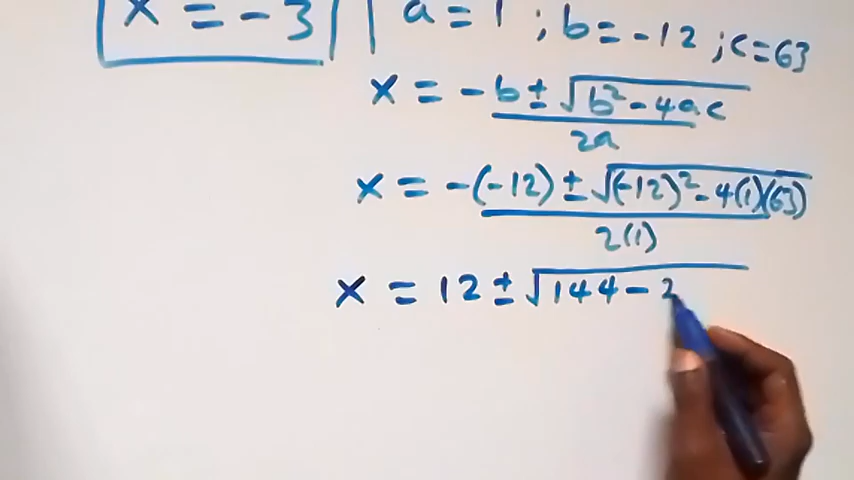 x = -3 a = 1 ; b = -12 ; c = 63
x = -b ± √b² - 4ac
2a
x = -(-12) ± √(-12)² - 4(1)(63)
2(1)
x = 12 ± √144 - 2